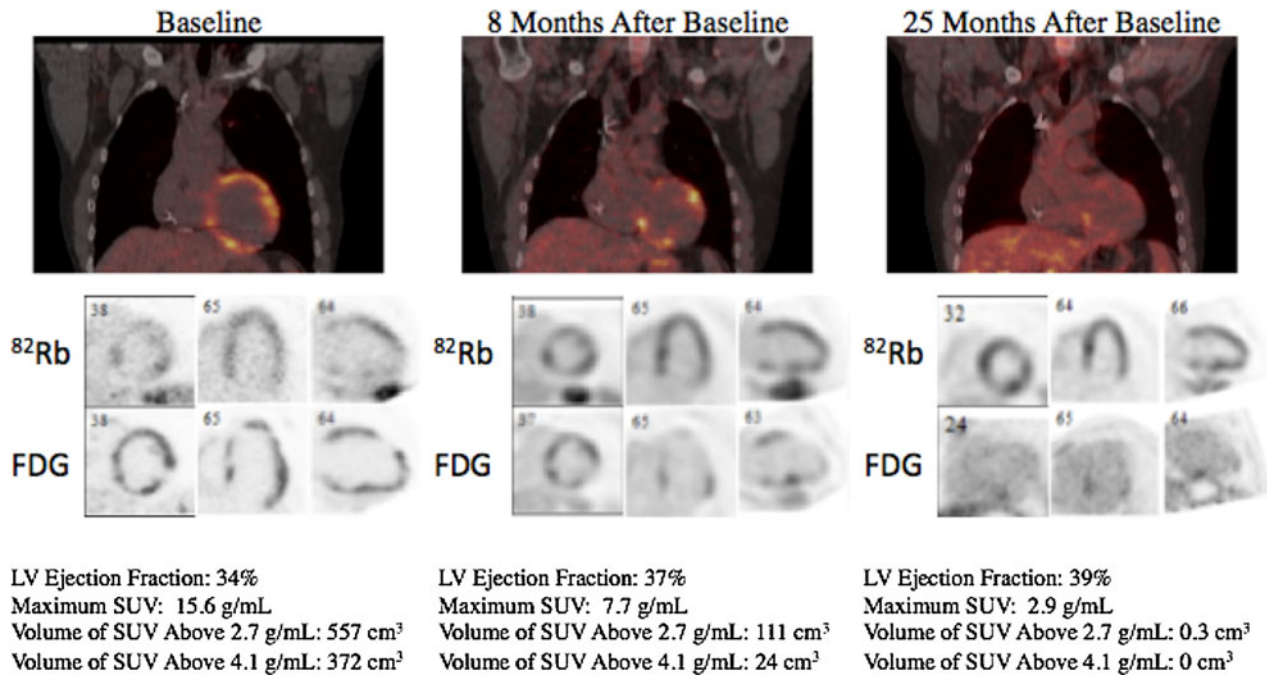 Baseline
8 Months After Baseline
25 Months After Baseline
82Rb
38
65
64
82Rb
38
65
64
82Rb
32
64
66
FDG
38
65
64
FDG
37
65
63
FDG
24
65
64
LV Ejection Fraction: 34%
Maximum SUV: 15.6 g/mL
Volume of SUV Above 2.7 g/mL: 557 cm³
Volume of SUV Above 4.1 g/mL: 372 cm³
LV Ejection Fraction: 37%
Maximum SUV: 7.7 g/mL
Volume of SUV Above 2.7 g/mL: 111 cm³
Volume of SUV Above 4.1 g/mL: 24 cm³
LV Ejection Fraction: 39%
Maximum SUV: 2.9 g/mL
Volume of SUV Above 2.7 g/mL: 0.3 cm³
Volume of SUV Above 4.1 g/mL: 0 cm³